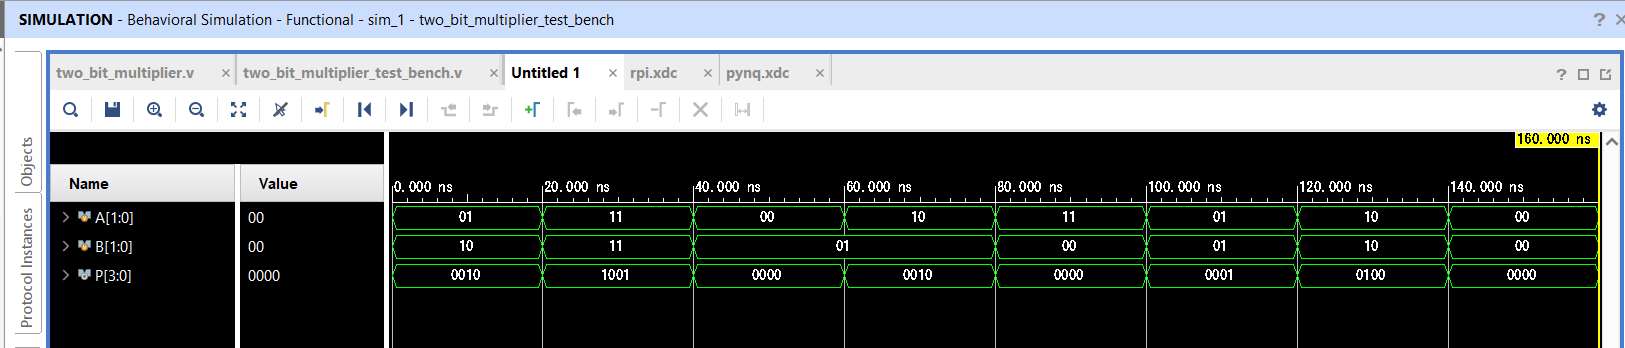 SIMULATION - Behavioral Simulation - Functional - sim_1 - two_bit_multiplier_test_bench
two_bit_multiplier.v two_bit_multiplier_test_bench.v Untitled 1 rpi.xdc pynq.xdc
Objects
Protocol Instances
160.000 ns
Name Value
0.000 ns 20.000 ns 40.000 ns 60.000 ns 80.000 ns 100.000 ns 120.000 ns 140.000 ns
A[1:0] 00 01 11 00 10 11 01 10 00
B[1:0] 00 10 11 01 00 01 10 00
P[3:0] 0000 0010 1001 0000 0010 0000 0001 0100 0000